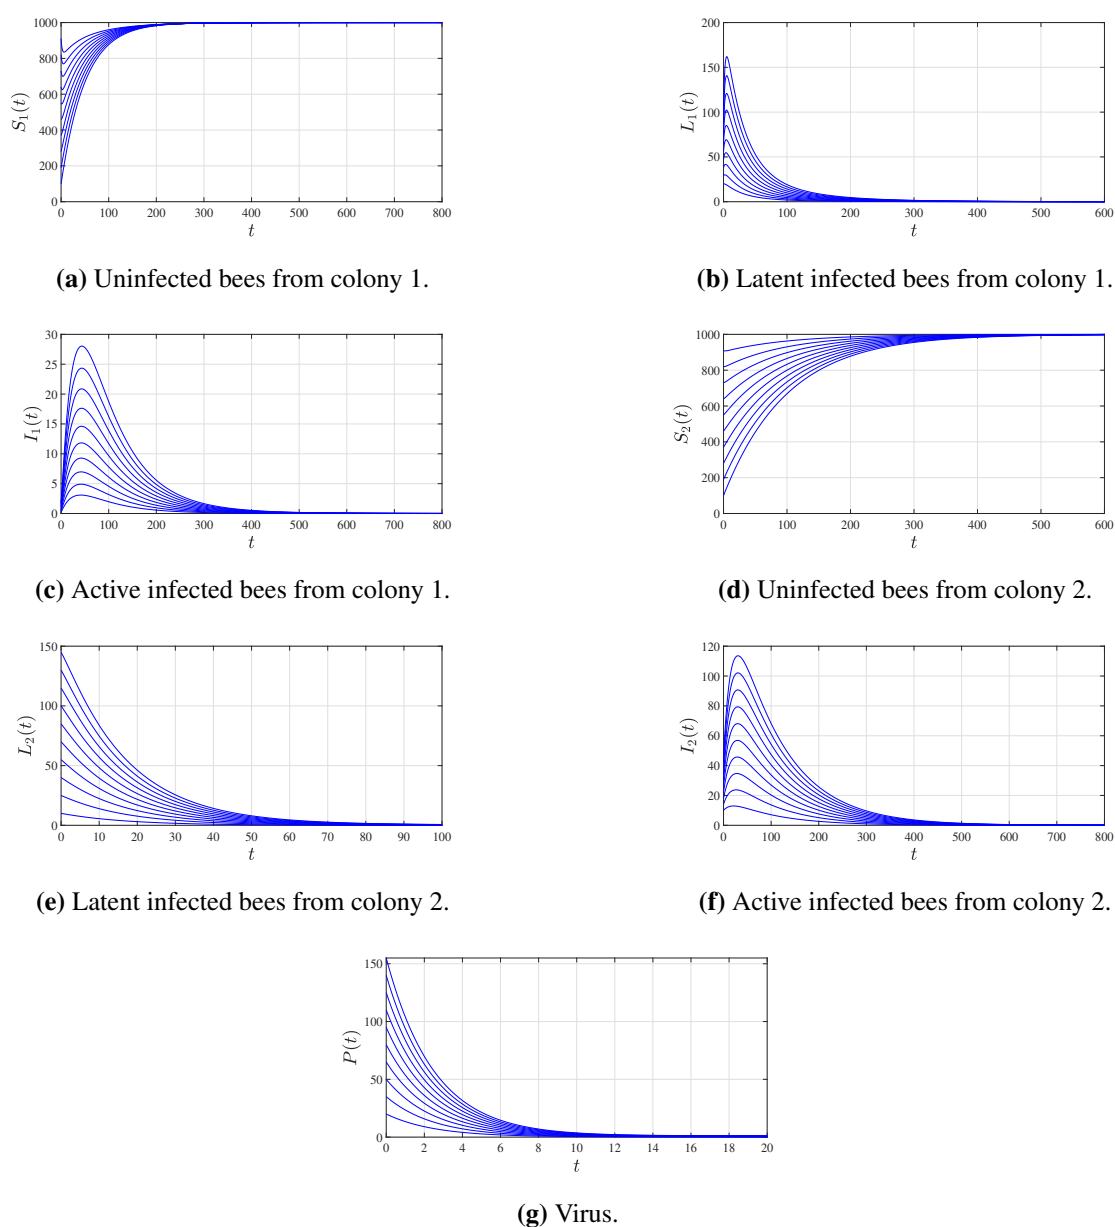 1000
800
600
400
200
0
S₁(t)
0 100 200 300 400 500 600 700 800
t
(a) Uninfected bees from colony 1.
200
150
100
50
0
L₁(t)
0 100 200 300 400 500 600
t
(b) Latent infected bees from colony 1.
30
25
20
15
10
5
0
I₁(t)
0 100 200 300 400 500 600 700 800
t
(c) Active infected bees from colony 1.
1000
800
600
400
200
0
S₂(t)
0 100 200 300 400 500 600
t
(d) Uninfected bees from colony 2.
150
100
50
0
L₂(t)
0 10 20 30 40 50 60 70 80 90 100
t
(e) Latent infected bees from colony 2.
120
100
80
60
40
20
0
I₂(t)
0 100 200 300 400 500 600 700 800
t
(f) Active infected bees from colony 2.
150
100
50
0
P(t)
0 2 4 6 8 10 12 14 16 18 20
t
(g) Virus.